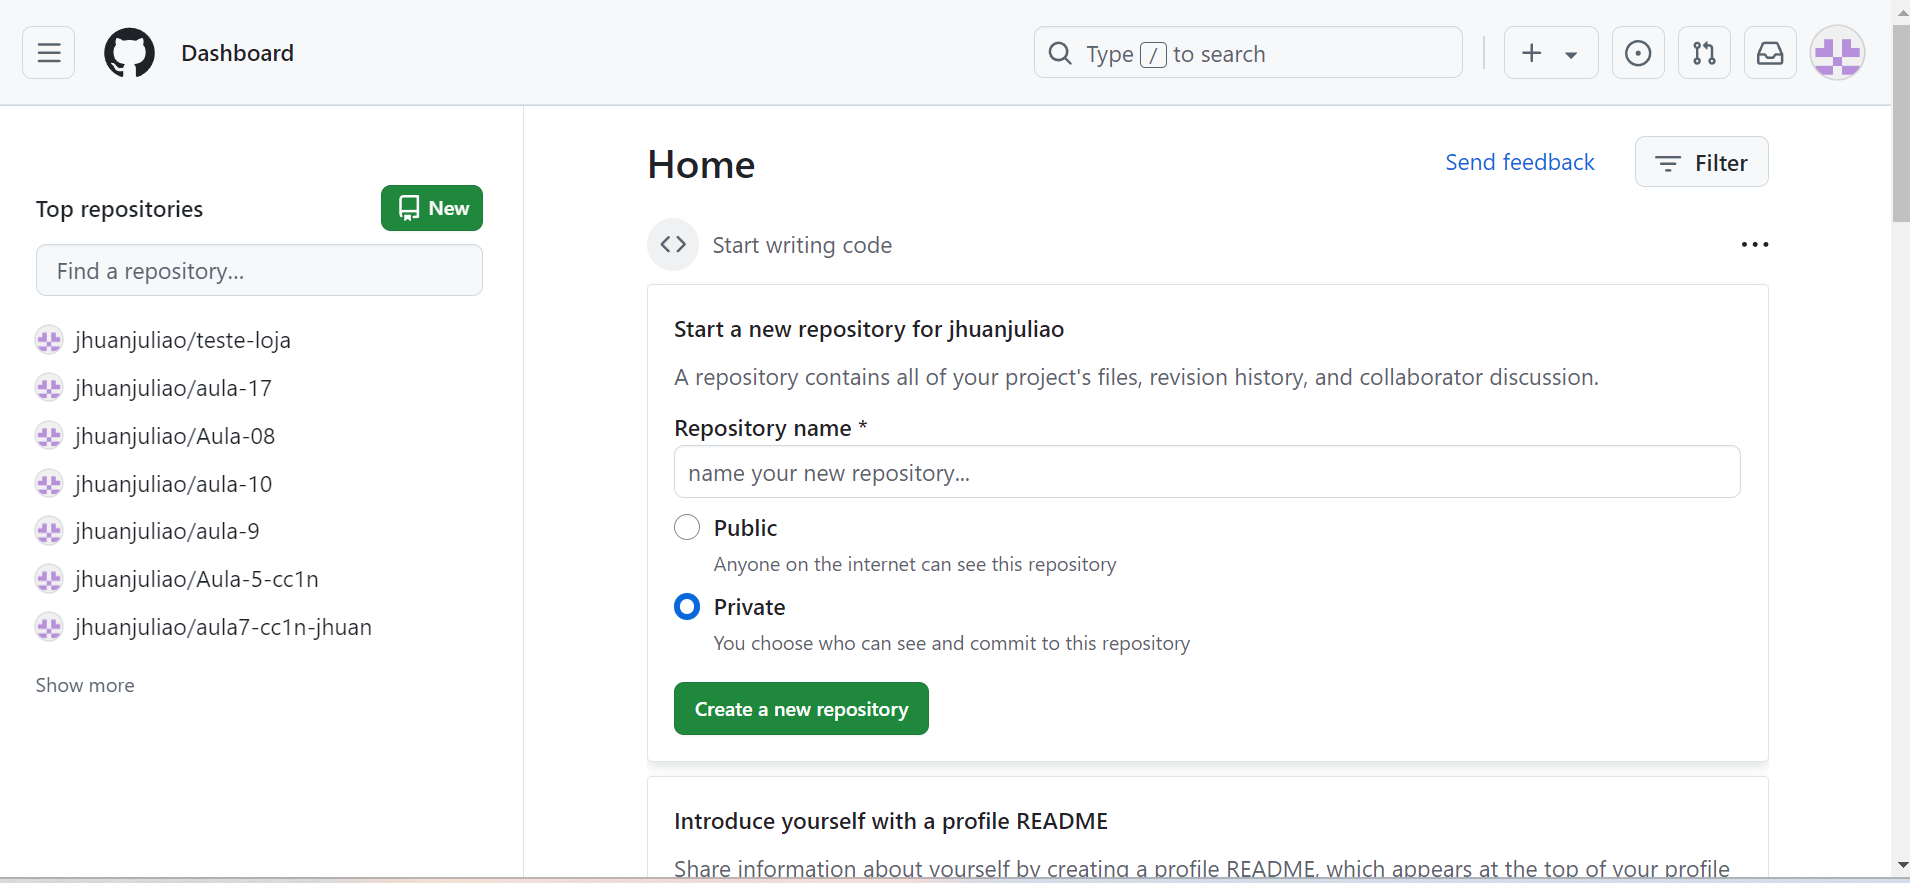 Dashboard
Type / to search
Top repositories
New
Find a repository...
jhuanjuliao/teste-loja
jhuanjuliao/aula-17
jhuanjuliao/Aula-08
jhuanjuliao/aula-10
jhuanjuliao/aula-9
jhuanjuliao/Aula-5-cc1n
jhuanjuliao/aula7-cc1n-jhuan
Show more
Home
Send feedback
Filter
Start writing code
Start a new repository for jhuanjuliao
A repository contains all of your project's files, revision history, and collaborator discussion.
Repository name *
name your new repository...
Public
Anyone on the internet can see this repository
Private
You choose who can see and commit to this repository
Create a new repository
Introduce yourself with a profile README
Share information about yourself by creating a profile README, which appears at the top of your profile